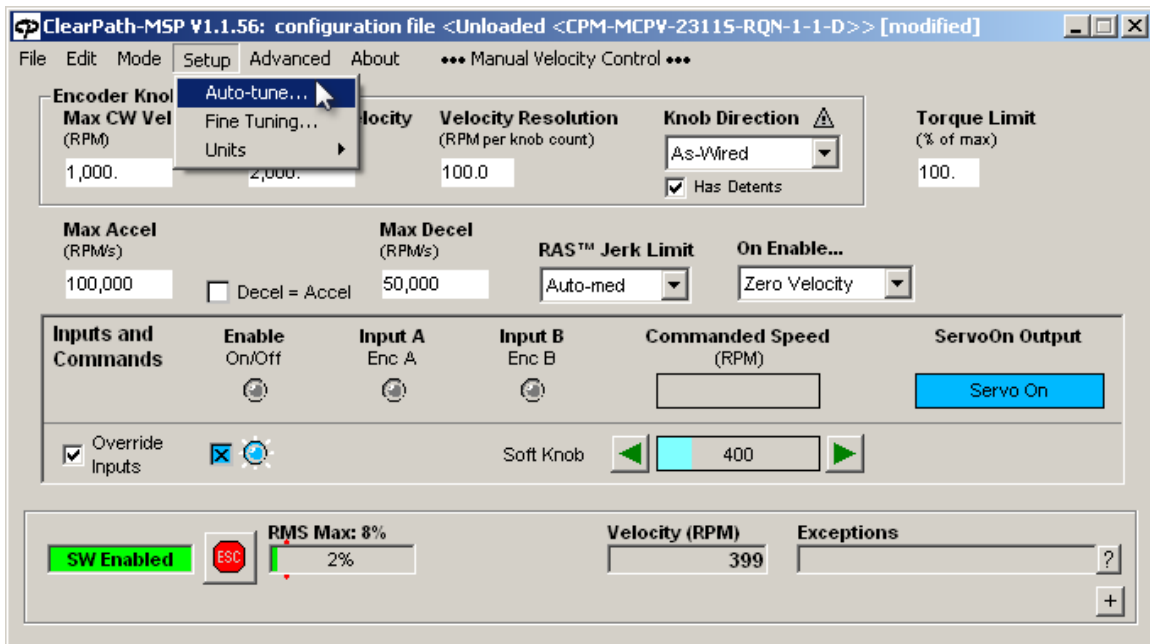 ClearPath-MSP V1.1.56: configuration file <Unloaded <CPM-MCPV-2311S-RQN-1-1-D>> [modified]
File Edit Mode Setup Advanced About ••• Manual Velocity Control •••
Auto-tune...
Fine Tuning...
Units
Encoder Knob
Max CW Vel locity Velocity Resolution Knob Direction Torque Limit
(RPM) (RPM per knob count) (% of max)
As-Wired
1,000. 2,000. 100.0 100.
Has Detents
Max Accel Max Decel
(RPM/s) (RPM/s) RAS™ Jerk Limit On Enable...
100,000 Decel = Accel 50,000 Auto-med Zero Velocity
Inputs and Enable Input A Input B Commanded Speed ServoOn Output
Commands On/Off Enc A Enc B (RPM)
Servo On
Override
Inputs Soft Knob 400
RMS Max: 8% Velocity (RPM) Exceptions
SW Enabled ESC 2% 399 ?
+